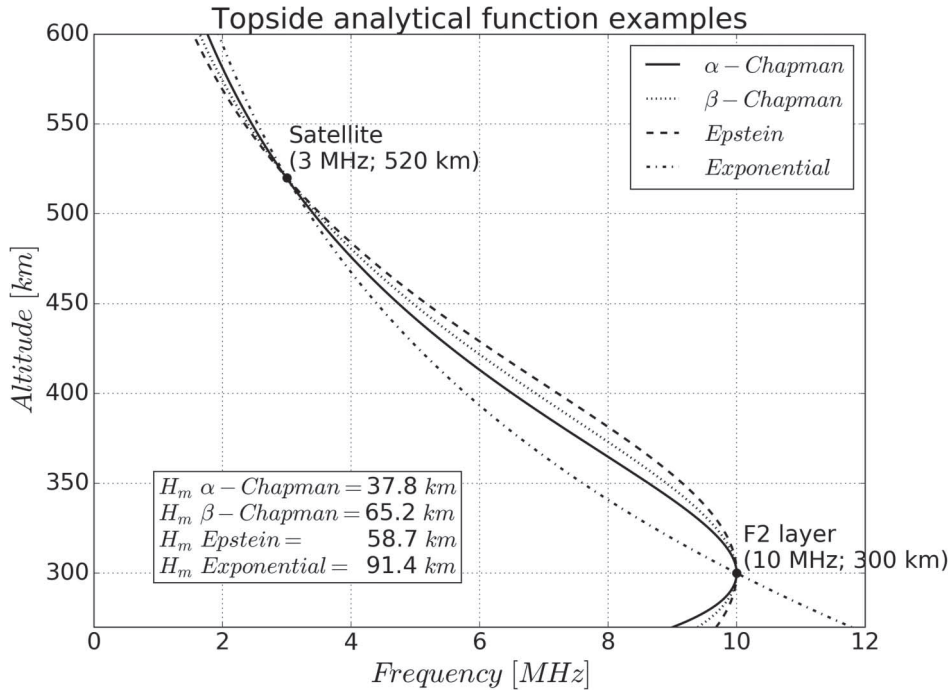 Topside analytical function examples
600
550
500
450
400
350
300
Altitude [km]
α − Chapman
β − Chapman
Epstein
Exponential
Satellite
(3 MHz; 520 km)
H_m α − Chapman = 37.8 km
H_m β − Chapman = 65.2 km
H_m Epstein = 58.7 km
H_m Exponential = 91.4 km
F2 layer
(10 MHz; 300 km)
0 2 4 6 8 10 12
Frequency [MHz]